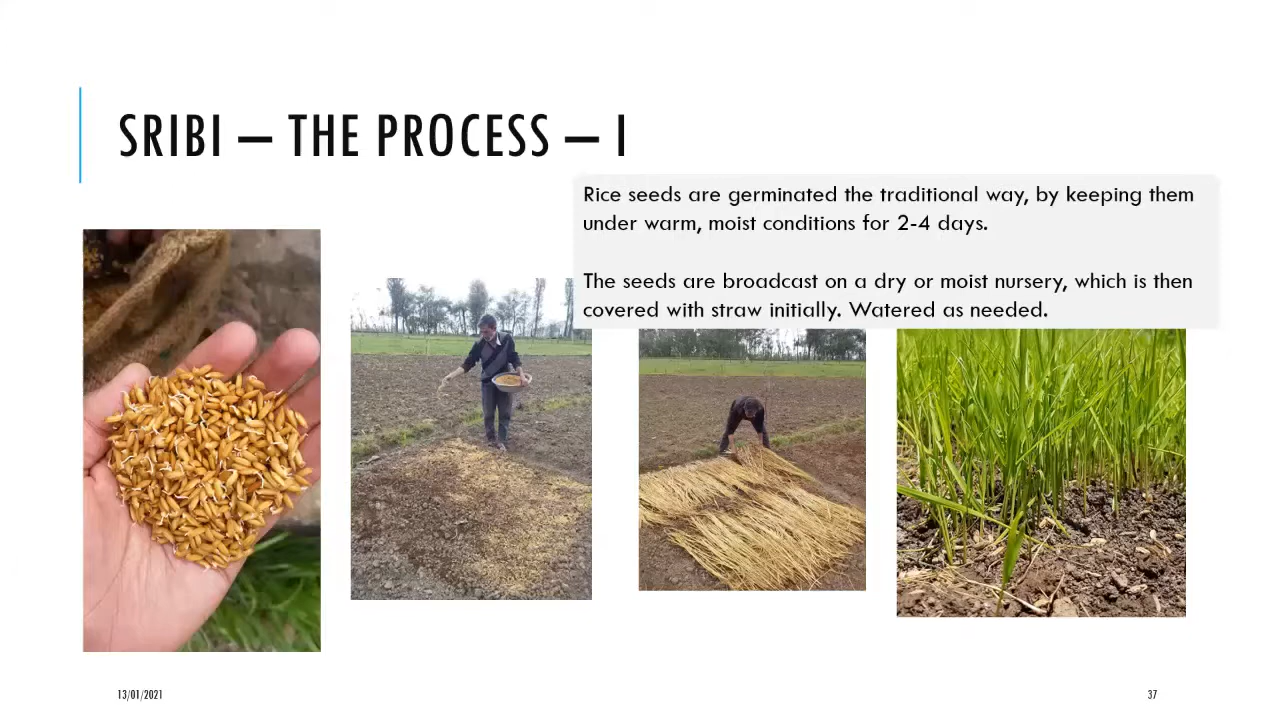 SRIBI – THE PROCESS – I
Rice seeds are germinated the traditional way, by keeping them
under warm, moist conditions for 2-4 days.
The seeds are broadcast on a dry or moist nursery, which is then
covered with straw initially. Watered as needed.
13/01/2021
37